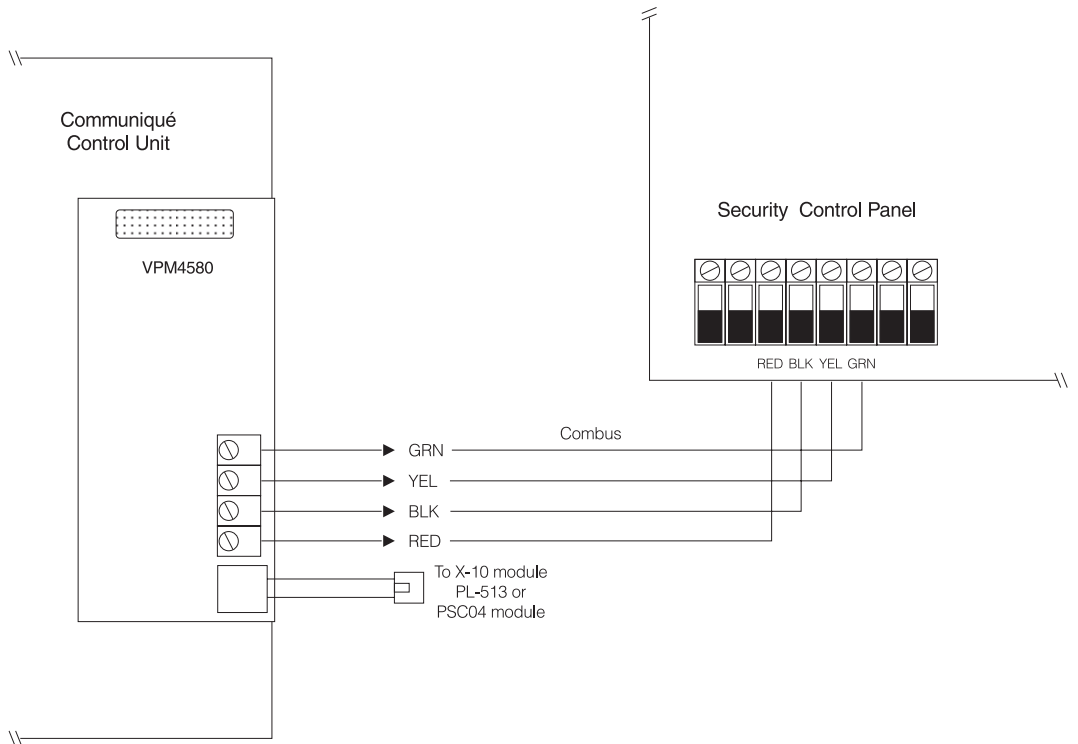 Communiqué
Control Unit
VPM4580
Security Control Panel
RED BLK YEL GRN
Combus
GRN
YEL
BLK
RED
To X-10 module
PL-513 or
PSC04 module